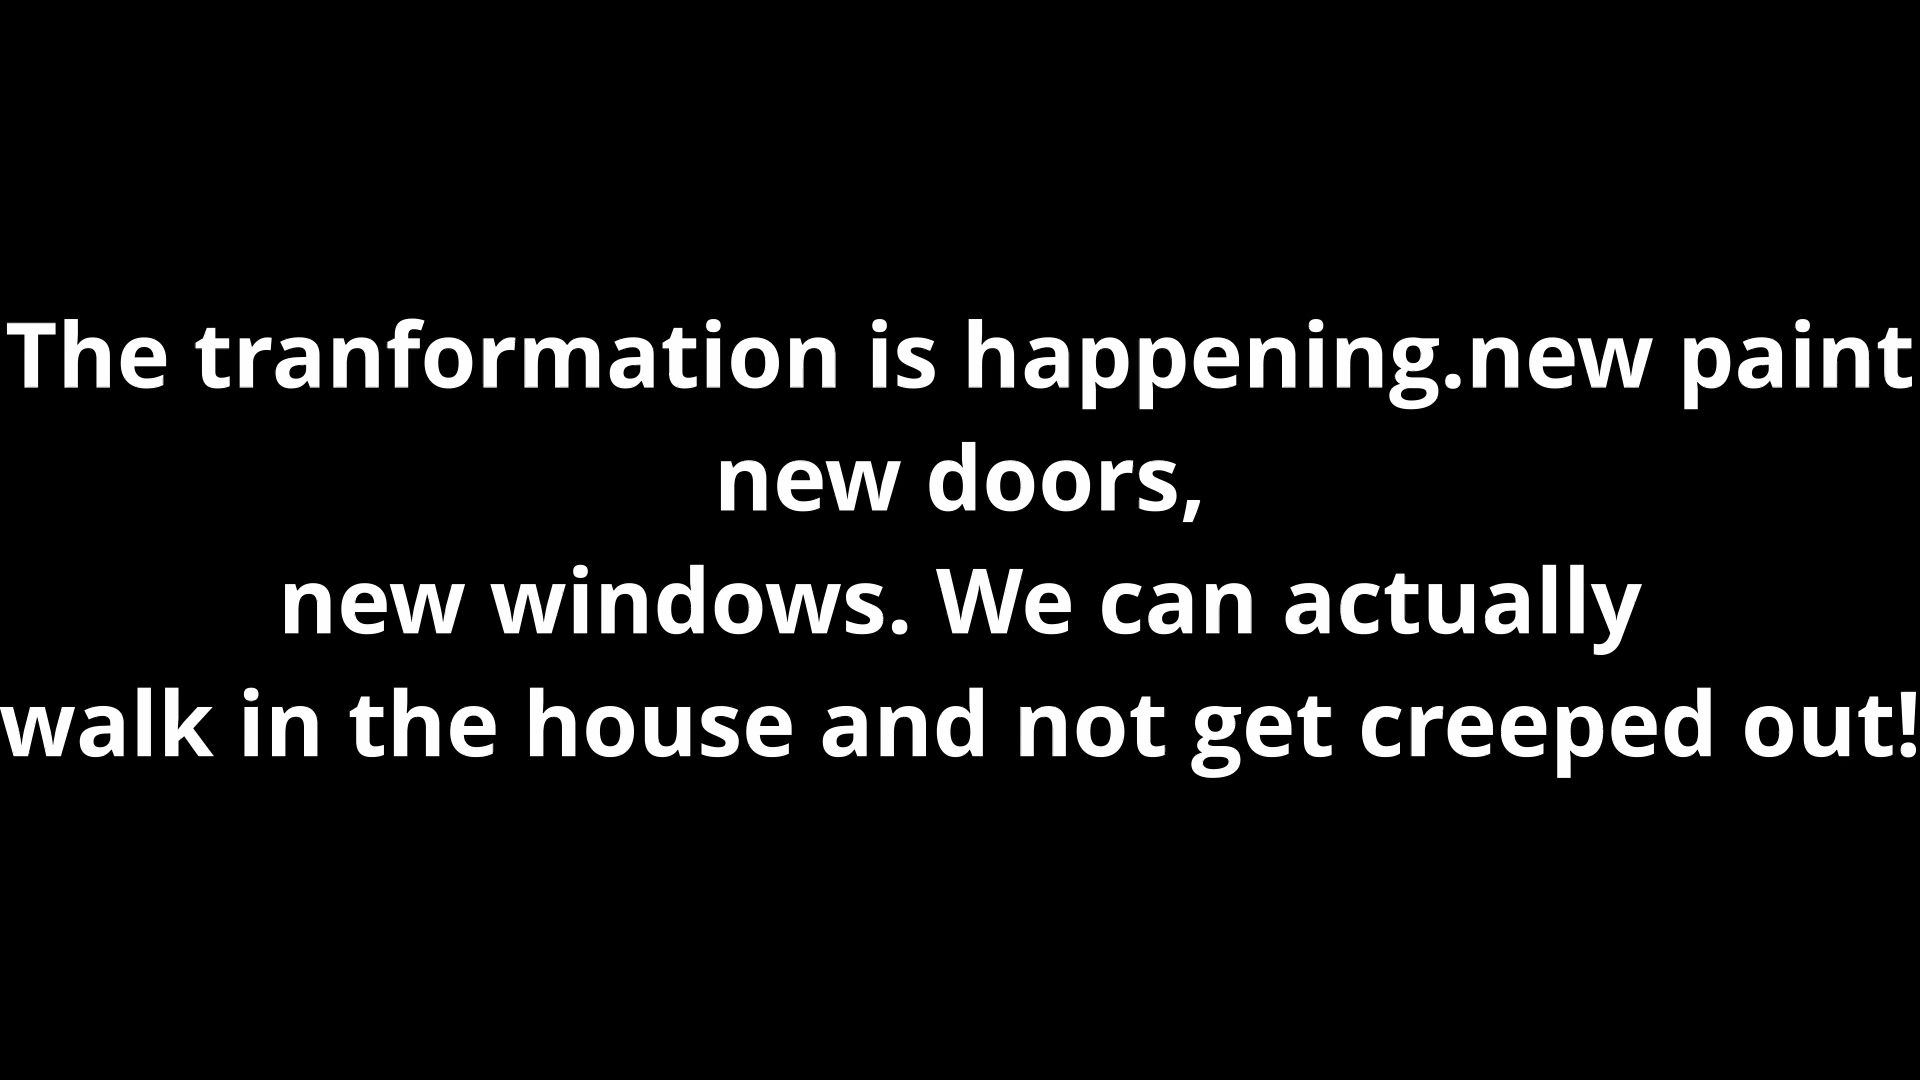 The tranformation is happening.new paint
new doors,
new windows. We can actually
walk in the house and not get creeped out!